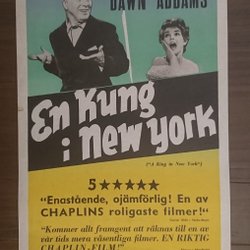 DAWN ADDAMS
En Kung
i New York
("A King in New York")
5 ★★★★★
"Enastående, ojämförlig! En av
CHAPLINS roligaste filmer!"
"Kommer allt framgent att räknas till en av
vår tids mera väsentliga filmer. EN RIKTIG
CHAPLIN-FILM!"